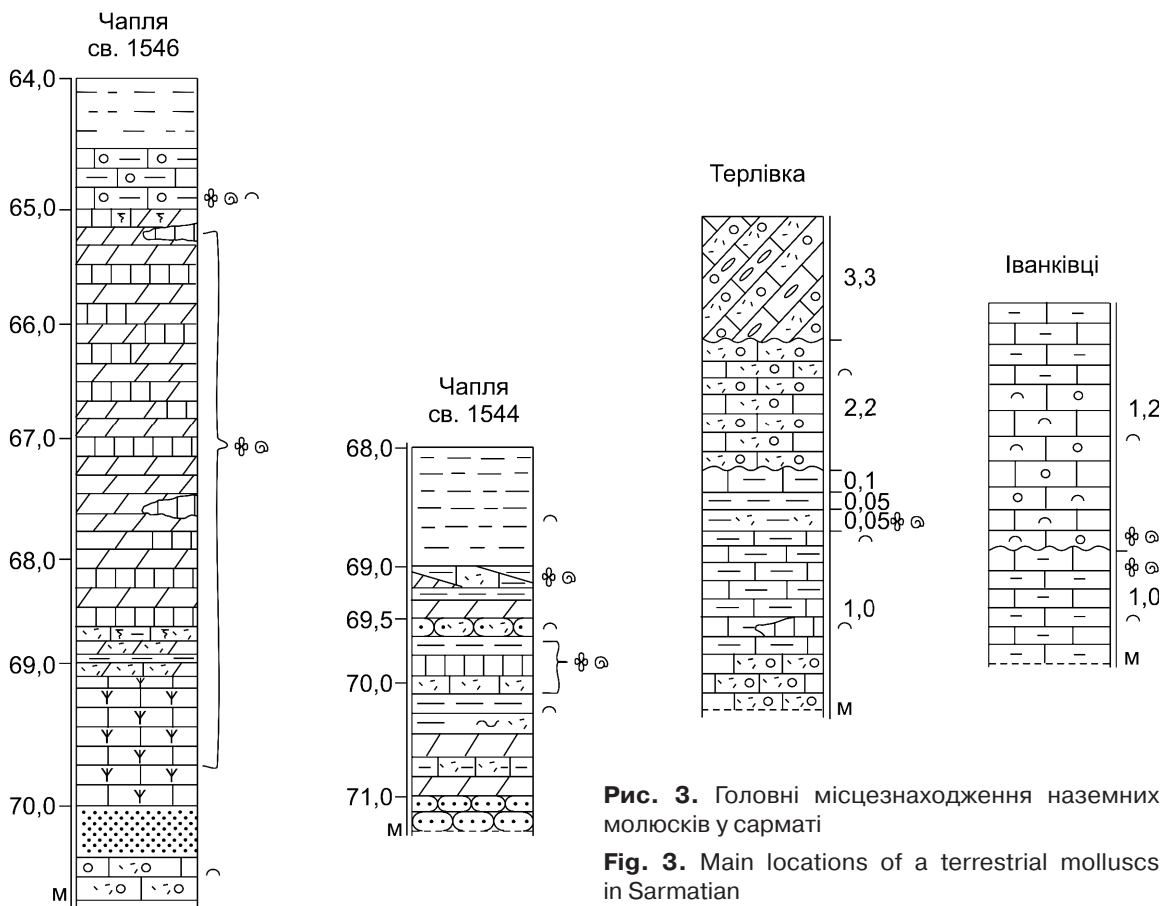 Чапля
св. 1546
64,0
65,0
66,0
67,0
68,0
69,0
70,0
м
Чапля
св. 1544
68,0
69,0
69,5
70,0
71,0
м
Терлівка
3,3
2,2
0,1
0,05
0,05
1,0
м
Іванківці
1,2
1,0
м
Рис. 3. Головні місцезнаходження наземних
молюсків у сарматі
Fig. 3. Main locations of a terrestrial molluscs
in Sarmatian